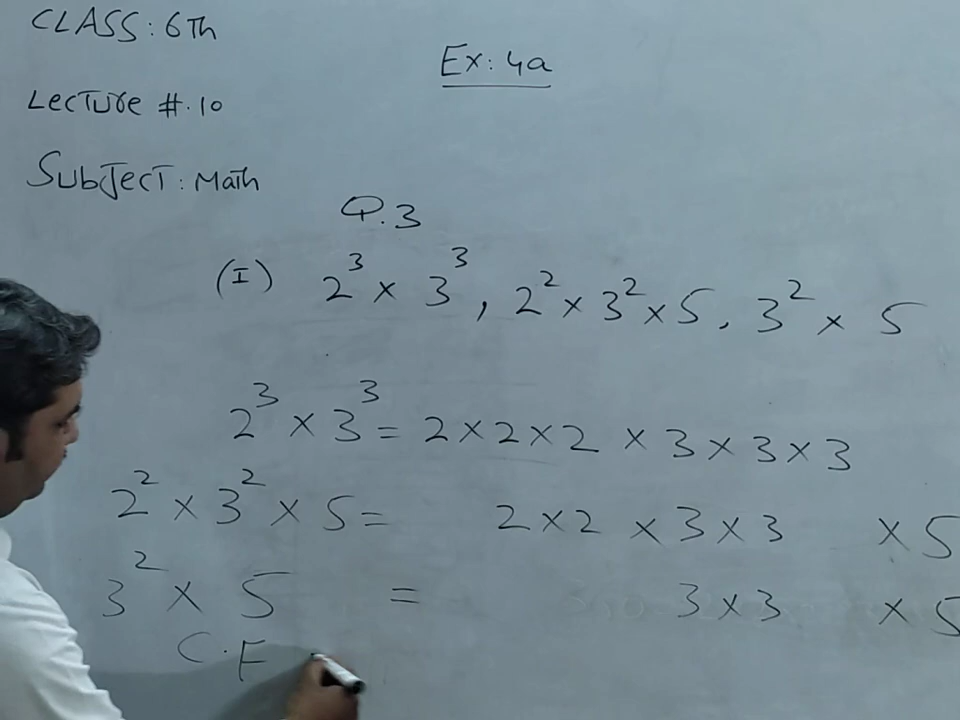 CLASS: 6Th
Ex: 4a
Lecture #. 10
Subject: Math
Q.3
(I) 2³ × 3³, 2² × 3² × 5, 3² × 5
2³ × 3³ = 2 × 2 × 2 × 3 × 3 × 3
2² × 3² × 5 = 2 × 2 × 3 × 3 × 5
3² × 5 = 3 × 3 × 5
C.F